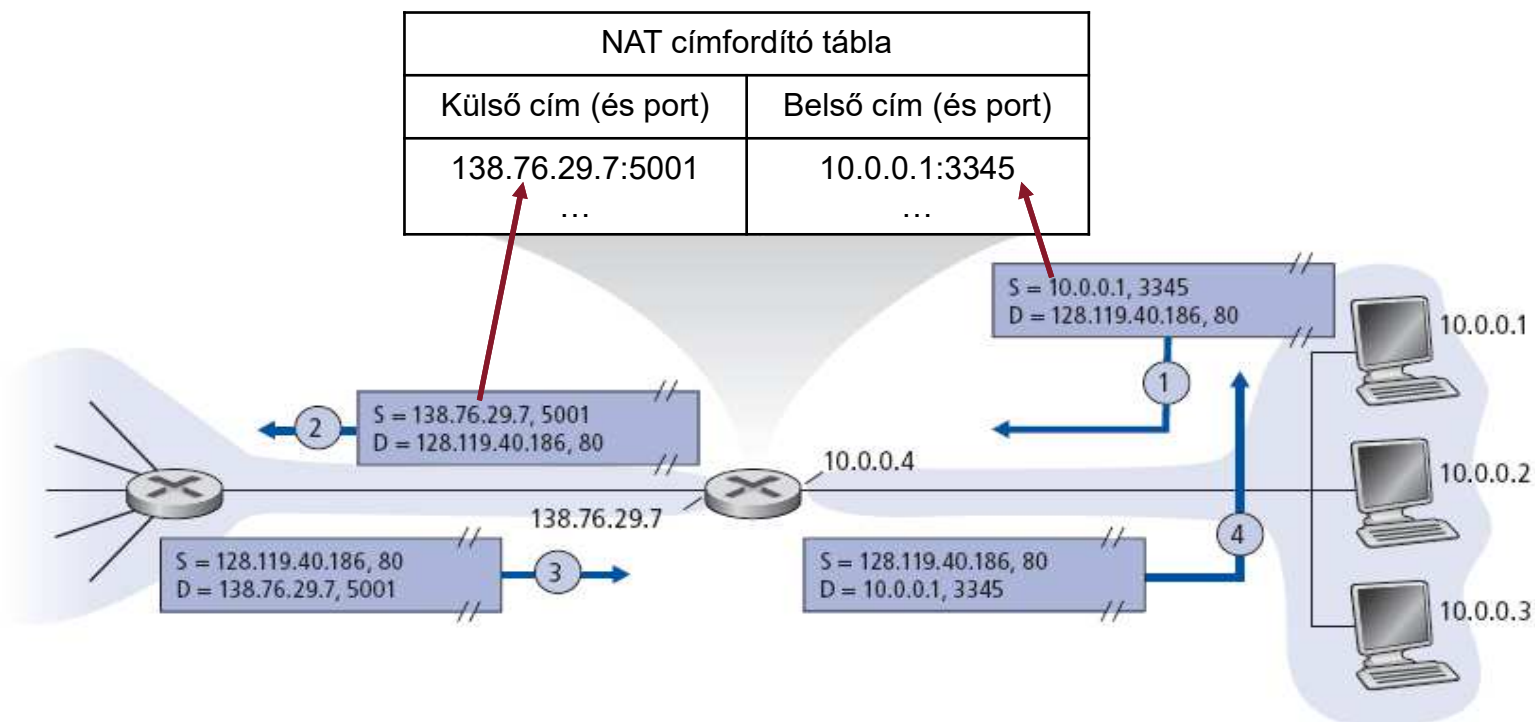 NAT címfordító tábla
Külső cím (és port)
Belső cím (és port)
138.76.29.7:5001
10.0.0.1:3345
…
…
S = 10.0.0.1, 3345
D = 128.119.40.186, 80
10.0.0.1
1
S = 138.76.29.7, 5001
D = 128.119.40.186, 80
2
10.0.0.4
10.0.0.2
138.76.29.7
S = 128.119.40.186, 80
D = 138.76.29.7, 5001
3
S = 128.119.40.186, 80
D = 10.0.0.1, 3345
4
10.0.0.3